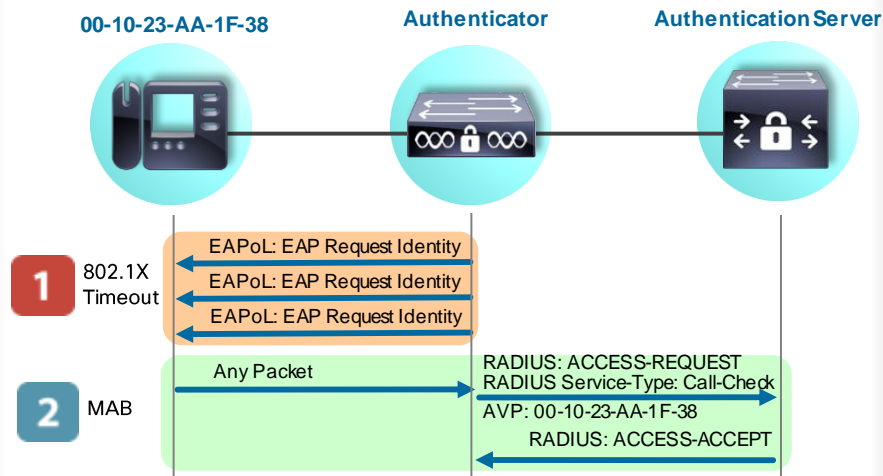 00-10-23-AA-1F-38
Authenticator
Authentication Server
1
802.1X
Timeout
EAPoL: EAP Request Identity
EAPoL: EAP Request Identity
EAPoL: EAP Request Identity
2
MAB
Any Packet
RADIUS: ACCESS-REQUEST
RADIUS Service-Type: Call-Check
AVP: 00-10-23-AA-1F-38
RADIUS: ACCESS-ACCEPT